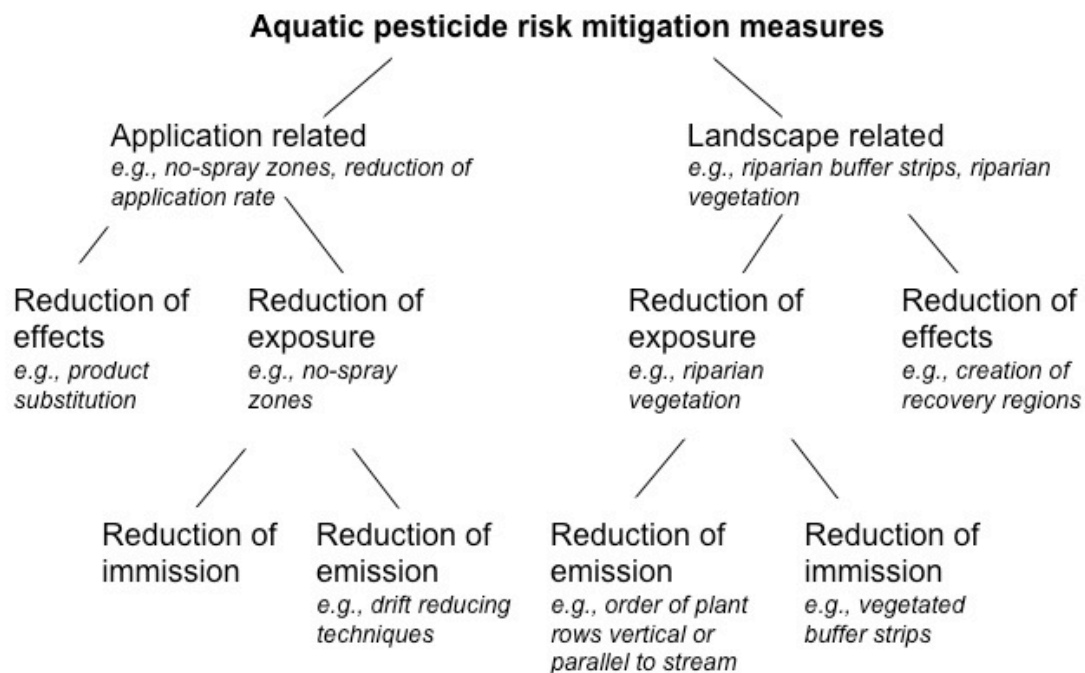 Aquatic pesticide risk mitigation measures
Application related
e.g., no-spray zones, reduction of
application rate
Landscape related
e.g., riparian buffer strips, riparian
vegetation
Reduction of
effects
e.g., product
substitution
Reduction of
exposure
e.g., no-spray
zones
Reduction of
exposure
e.g., riparian
vegetation
Reduction of
effects
e.g., creation of
recovery regions
Reduction of
immission
Reduction of
emission
e.g., drift reducing
techniques
Reduction of
emission
e.g., order of plant
rows vertical or
parallel to stream
Reduction of
immission
e.g., vegetated
buffer strips